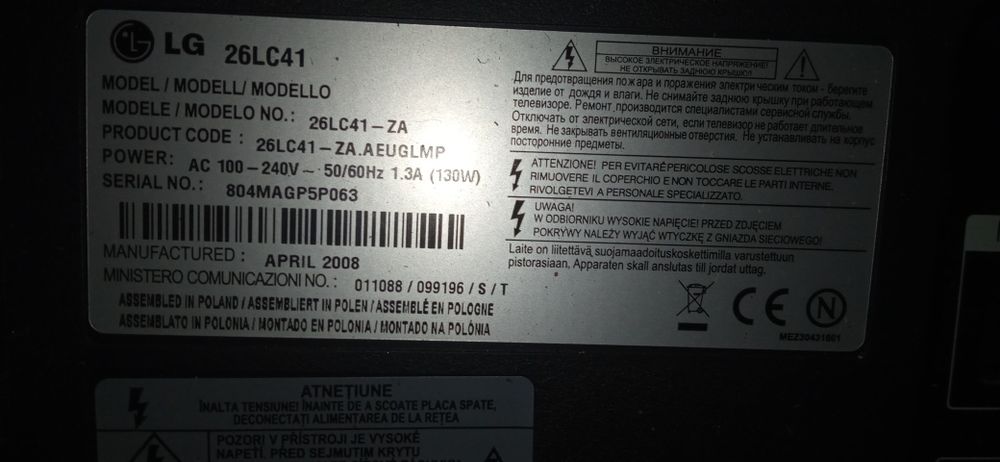 LG 26LC41
MODEL / MODELL/ MODELLO
MODELE / MODELO NO.: 26LC41-ZA
PRODUCT CODE : 26LC41-ZA.AEUGLMP
POWER: AC 100-240V~ 50/60Hz 1.3A (130W)
SERIAL NO.: 804MAGP5P063
MANUFACTURED : APRIL 2008
MINISTERO COMUNICAZIONI NO.: 011088 / 099196 / S / T
ASSEMBLED IN POLAND / ASSEMBLIERT IN POLEN / ASSEMBLÉ EN POLOGNE
ASSEMBLATO IN POLONIA / MONTADO EN POLONIA / MONTADO NA POLÓNIA
ВНИМАНИЕ
ВЫСОКОЕ ЭЛЕКТРИЧЕСКОЕ НАПРЯЖЕНИЕ!
НЕ ОТКРЫВАТЬ ЗАДНЮЮ КРЫШКУ!
Для предотвращения пожара и поражения электрическим током - берегите
изделие от дождя и влаги. Не снимайте заднюю крышку при работающем
телевизоре. Ремонт производится специалистами сервисной службы.
Отключать от электрической сети, если телевизор не работает длительное
время. Не закрывать вентиляционные отверстия. Не устанавливать на корпус
посторонние предметы.
ATTENZIONE! PER EVITARE PERICOLOSE SCOSSE ELETTRICHE NON
RIMUOVERE IL COPERCHIO E NON TOCCARE LE PARTI INTERNE.
RIVOLGETEVI A PERSONALE SPECIALIZZATO.
UWAGA!
W ODBIORNIKU WYSOKIE NAPIĘCIE! PRZED ZDJĘCIEM
POKRYWY NALEŻY WYJĄĆ WTYCZKĘ Z GNIAZDA SIECIOWEGO!
Laite on liitettävä suojamaadoituskoskettimilla varustettuun
pistorasiaan, Apparaten skall anslutas till jordat uttag.
CE N
MEZ30431601
ATNEȚIUNE
ÎNALTA TENSIUNE! ÎNAINTE DE A SCOATE PLACA SPATE,
DECONECTAȚI ALIMENTAREA DE LA REȚEA
POZOR! V PŘÍSTROJI JE VYSOKÉ
NAPĚTÍ, PŘED SEJMUTIM KRYTU